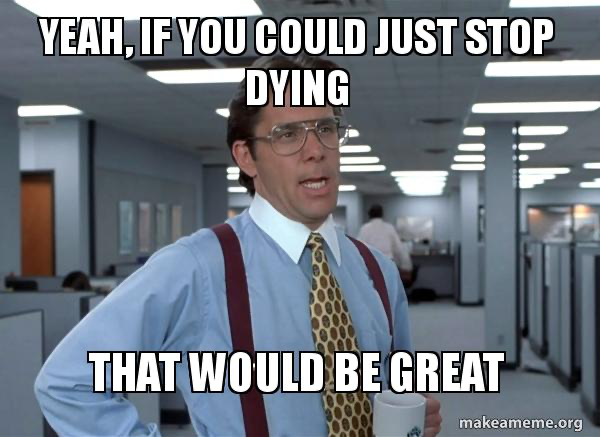 YEAH, IF YOU COULD JUST STOP
DYING
THAT WOULD BE GREAT
makeameme.org